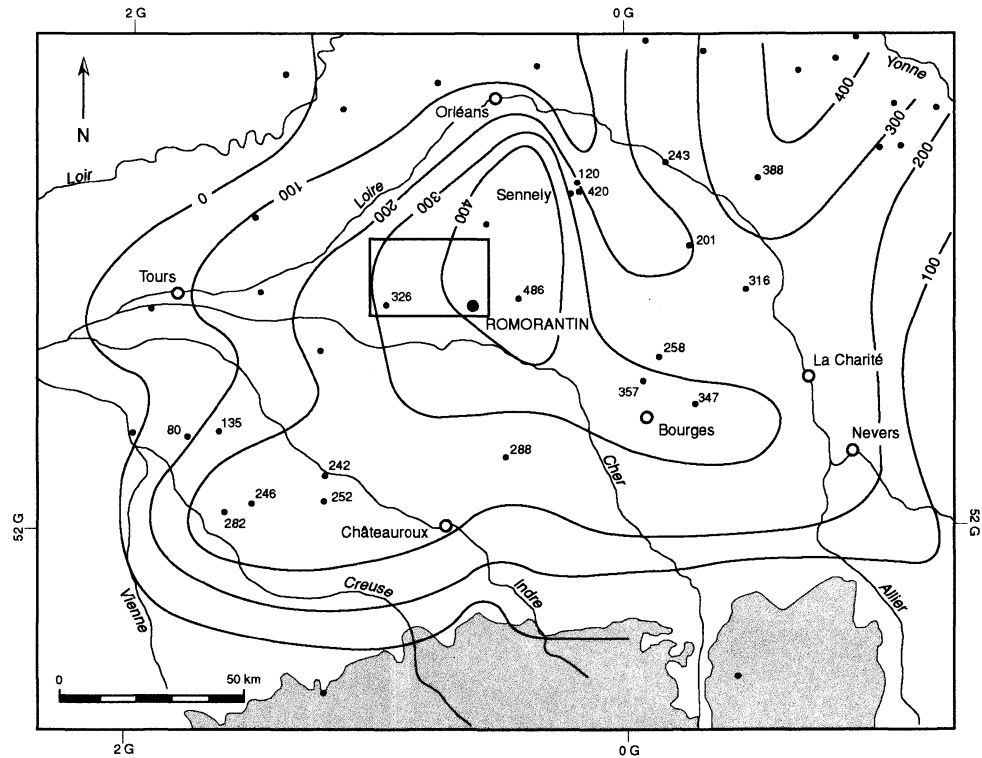 2 G
0 G
Yonne
400
300
200
100
Orléans
N
243
388
Loir
0
100
Loire
200
300
400
Sennely
120
420
201
Tours
316
326
486
ROMORANTIN
258
La Charité
357
347
Bourges
Nevers
80
135
288
242
Cher
246
252
282
52 G
52 G
Châteauroux
Creuse
Indre
Allier
Vienne
0
50 km
2 G
0 G